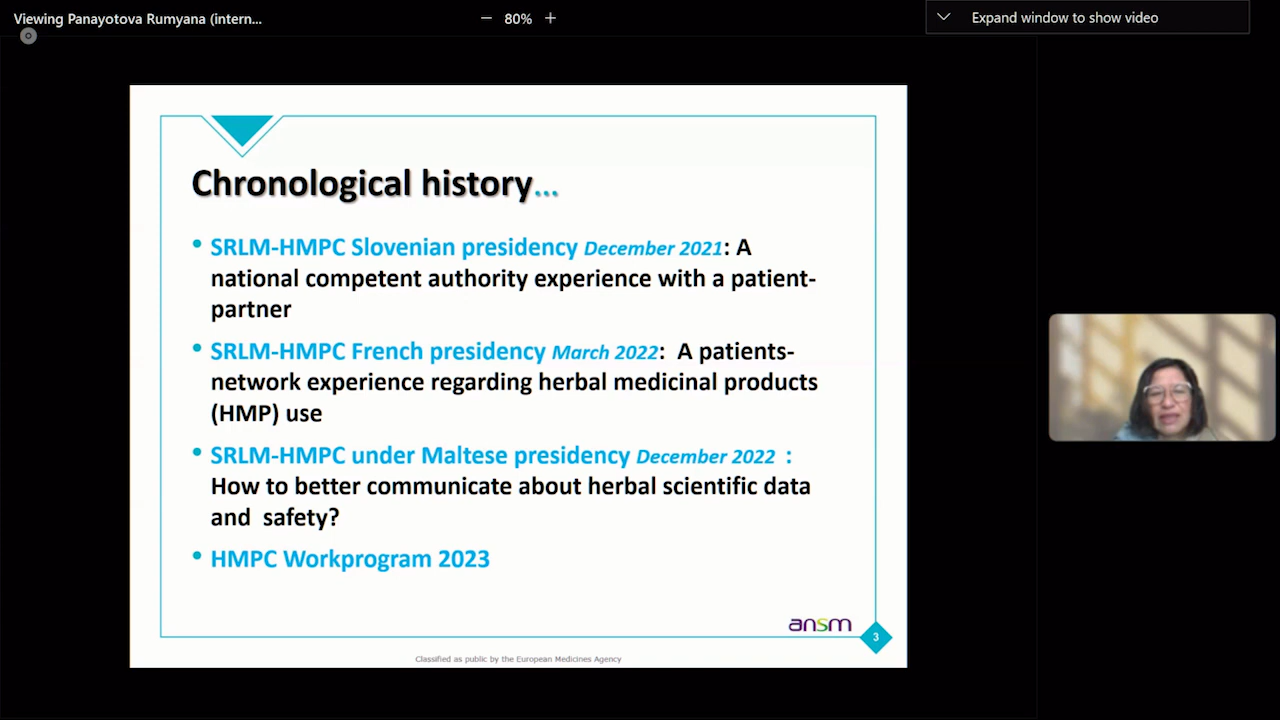 Viewing Panayotova Rumyana (intern...
80%
Expand window to show video
Chronological history...
• SRLM-HMPC Slovenian presidency December 2021: A
national competent authority experience with a patient-
partner
• SRLM-HMPC French presidency March 2022: A patients-
network experience regarding herbal medicinal products
(HMP) use
• SRLM-HMPC under Maltese presidency December 2022 :
How to better communicate about herbal scientific data
and safety?
• HMPC Workprogram 2023
ansm
3
Classified as public by the European Medicines Agency